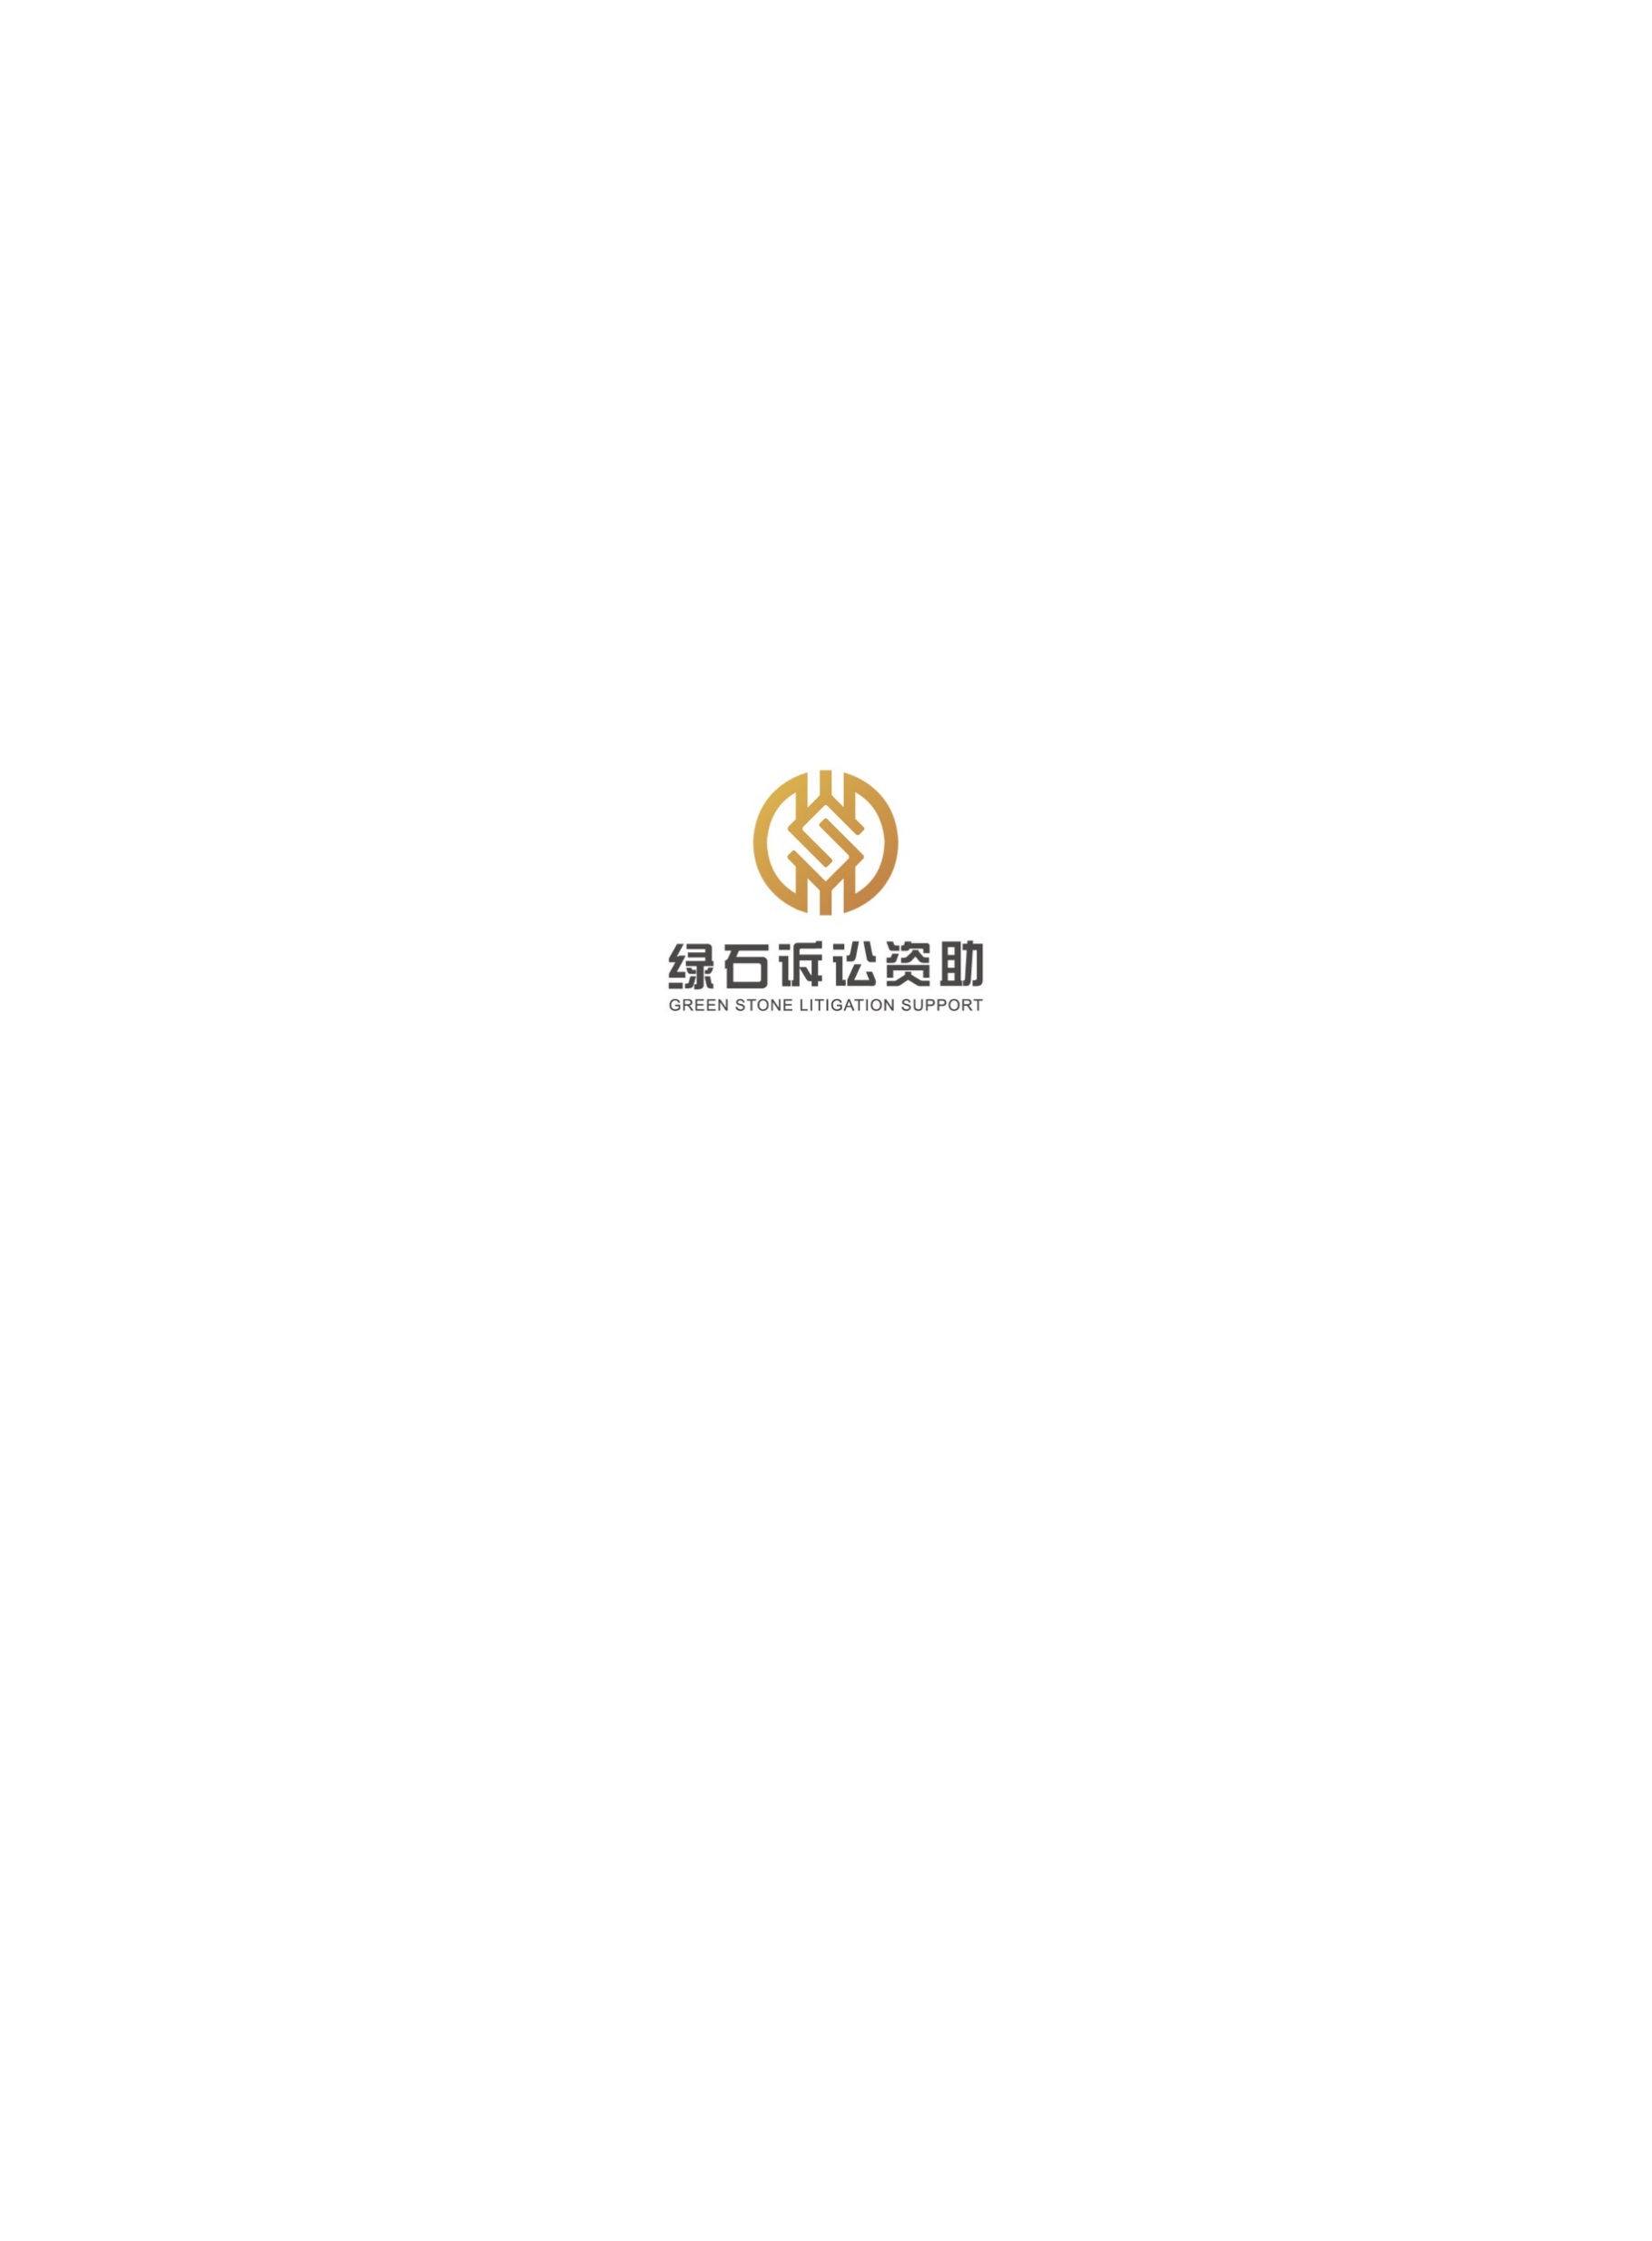 绿石诉讼资助
GREEN STONE LITIGATION SUPPORT